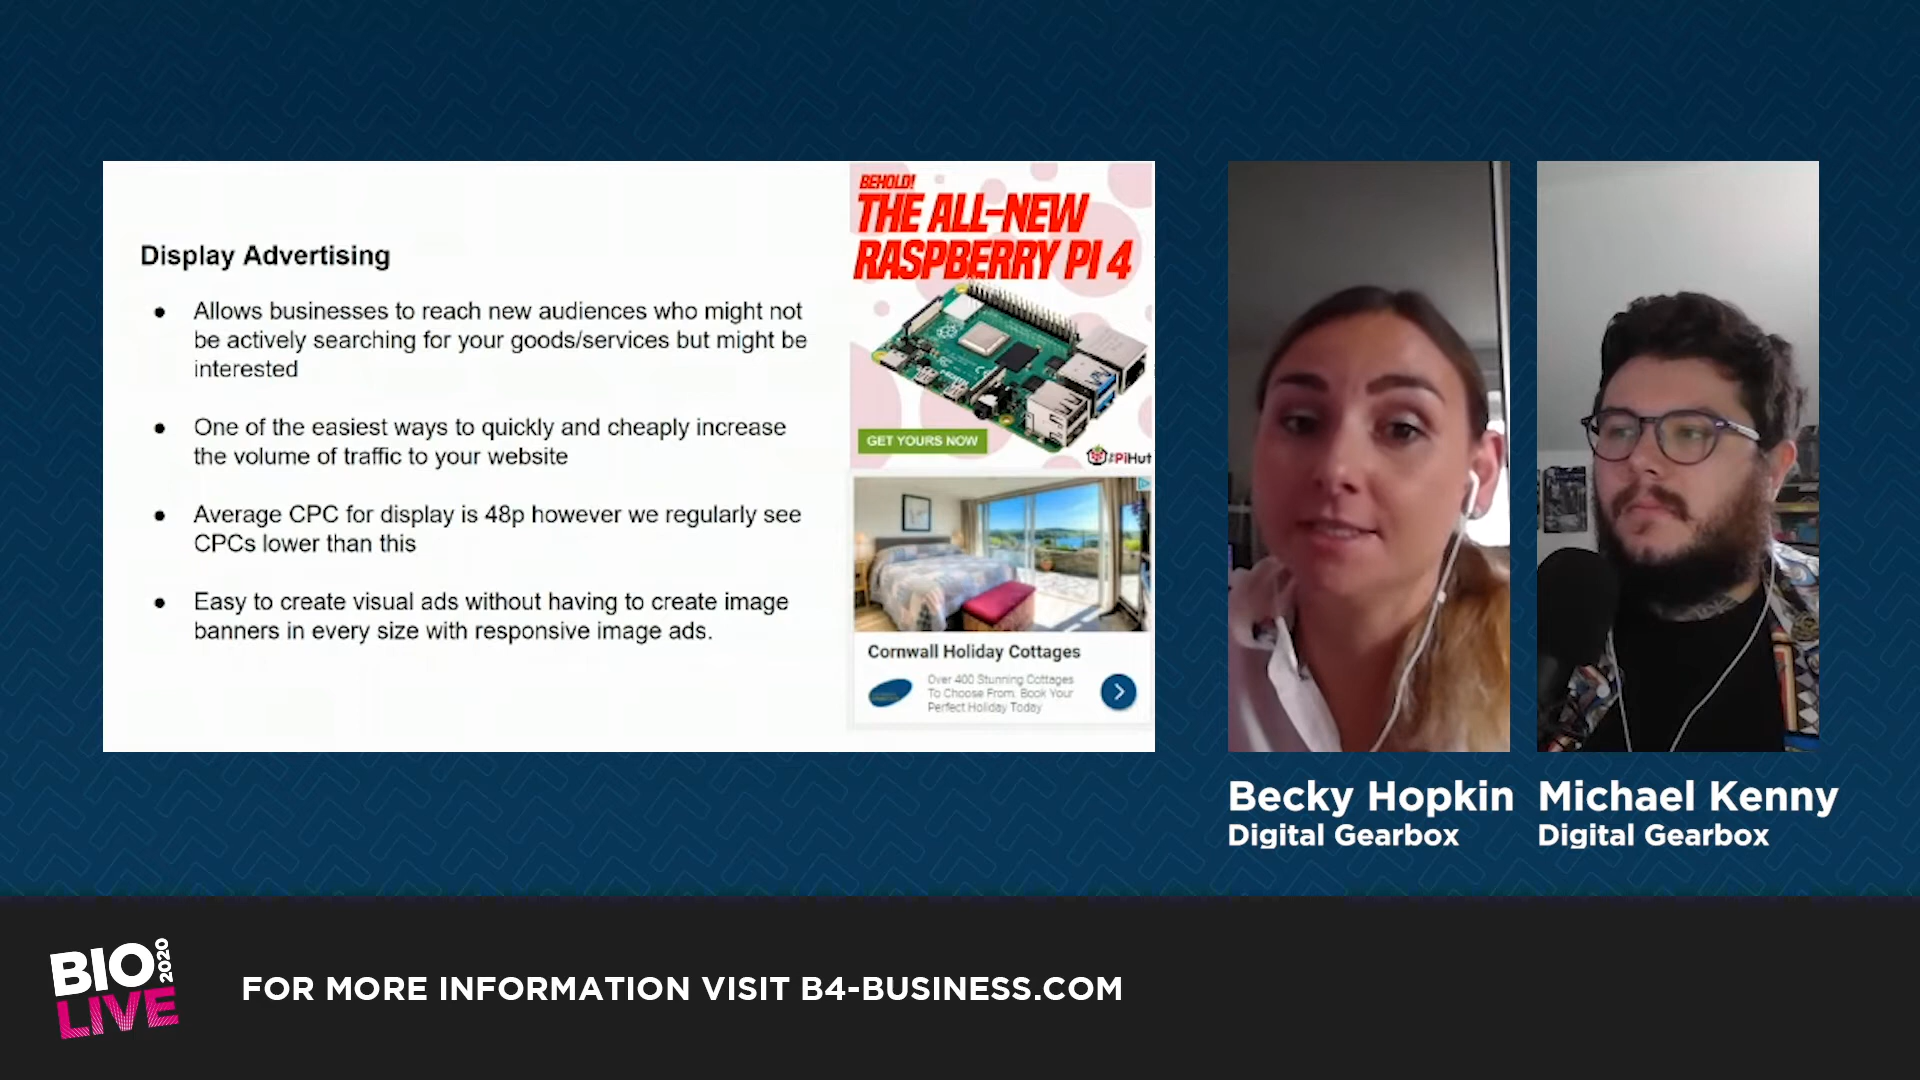 Display Advertising
● Allows businesses to reach new audiences who might not
be actively searching for your goods/services but might be
interested
● One of the easiest ways to quickly and cheaply increase
the volume of traffic to your website
● Average CPC for display is 48p however we regularly see
CPCs lower than this
● Easy to create visual ads without having to create image
banners in every size with responsive image ads.
BEHOLD!
THE ALL-NEW
RASPBERRY PI 4
GET YOURS NOW
PiHut
Cornwall Holiday Cottages
Over 400 Stunning Cottages
To Choose From. Book Your
Perfect Holiday Today
Becky Hopkin
Digital Gearbox
Michael Kenny
Digital Gearbox
BIO 2020
LIVE
FOR MORE INFORMATION VISIT B4-BUSINESS.COM